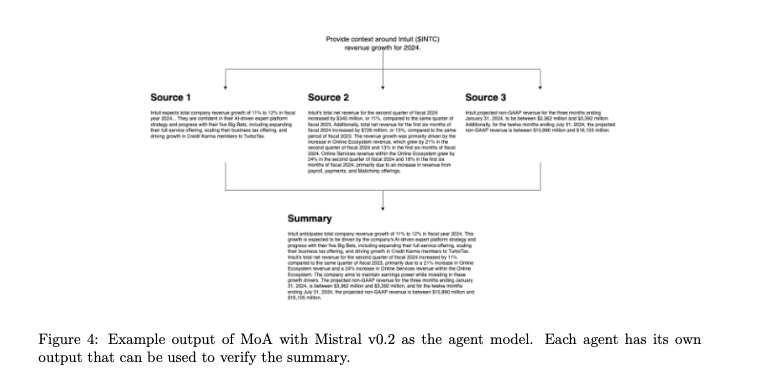 Provide context around Intuit ($INTC)
revenue growth for 2024.
Source 1
Intuit expects total company revenue growth of 11% to 12% in fiscal
year 2024.. They are confident in their AI-driven expert platform
strategy and progress with their five Big Bets, including expanding
their full-service offering, scaling their business tax offering, and
driving growth in Credit Karma members to TurboTax.
Source 2
Intuit's total net revenue for the second quarter of fiscal 2024
increased by $345 million, or 11%, compared to the same quarter of
fiscal 2023. Additionally, total net revenue for the first six months of
fiscal 2024 increased by $726 million, or 13%, compared to the same
period of fiscal 2023. The revenue growth was primarily driven by the
increase in Online Ecosystem revenue, which grew by 21% in the
second quarter of fiscal 2024 and 19% in the first six months of fiscal
2024. Online Services revenue within the Online Ecosystem grew by
24% in the second quarter of fiscal 2024 and 18% in the first six
months of fiscal 2024, primarily due to an increase in revenue from
payroll, payments, and Mailchimp offerings.
Source 3
Intuit projected non-GAAP revenue for the three months ending
January 31, 2024, to be between $3,362 million and $3,392 million.
Additionally, for the twelve months ending July 31, 2024, the projected
non-GAAP revenue is between $15,890 million and $16,105 million.
Summary
Intuit anticipates total company revenue growth of 11% to 12% in fiscal year 2024. This
growth is expected to be driven by the company's AI-driven expert platform strategy and
progress with their five Big Bets, including expanding their full-service offering, scaling
their business tax offering, and driving growth in Credit Karma members to TurboTax.
Intuit's total net revenue for the second quarter of fiscal 2024 increased by 11%
compared to the same quarter of fiscal 2023, primarily due to a 21% increase in Online
Ecosystem revenue and a 24% increase in Online Services revenue within the Online
Ecosystem. The company aims to maintain earnings power while investing in these
growth drivers. The projected non-GAAP revenue for the three months ending January
31, 2024, is between $3,362 million and $3,392 million, and for the twelve months
ending July 31, 2024, the projected non-GAAP revenue is between $15,890 million and
$16,105 million.
Figure 4: Example output of MoA with Mistral v0.2 as the agent model. Each agent has its own
output that can be used to verify the summary.